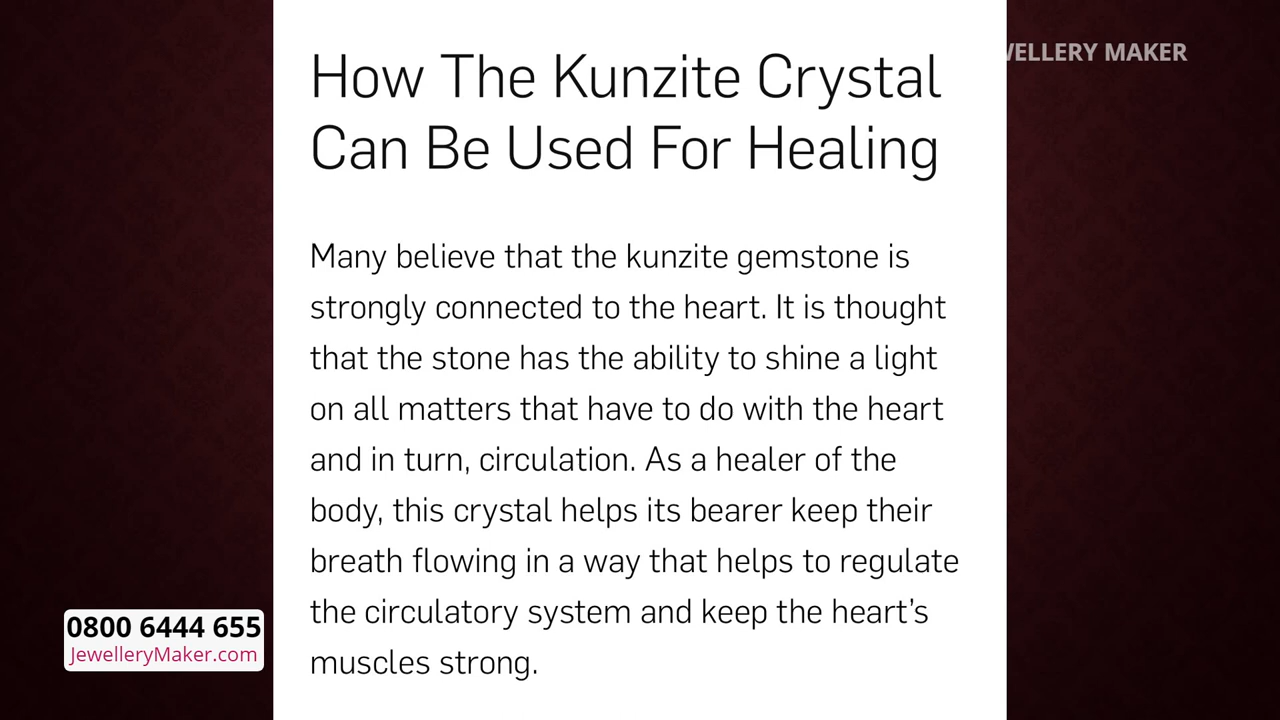 How The Kunzite Crystal
Can Be Used For Healing
Many believe that the kunzite gemstone is
strongly connected to the heart. It is thought
that the stone has the ability to shine a light
on all matters that have to do with the heart
and in turn, circulation. As a healer of the
body, this crystal helps its bearer keep their
breath flowing in a way that helps to regulate
the circulatory system and keep the heart’s
muscles strong.
MAKER
0800 6444 655
JewelleryMaker.com